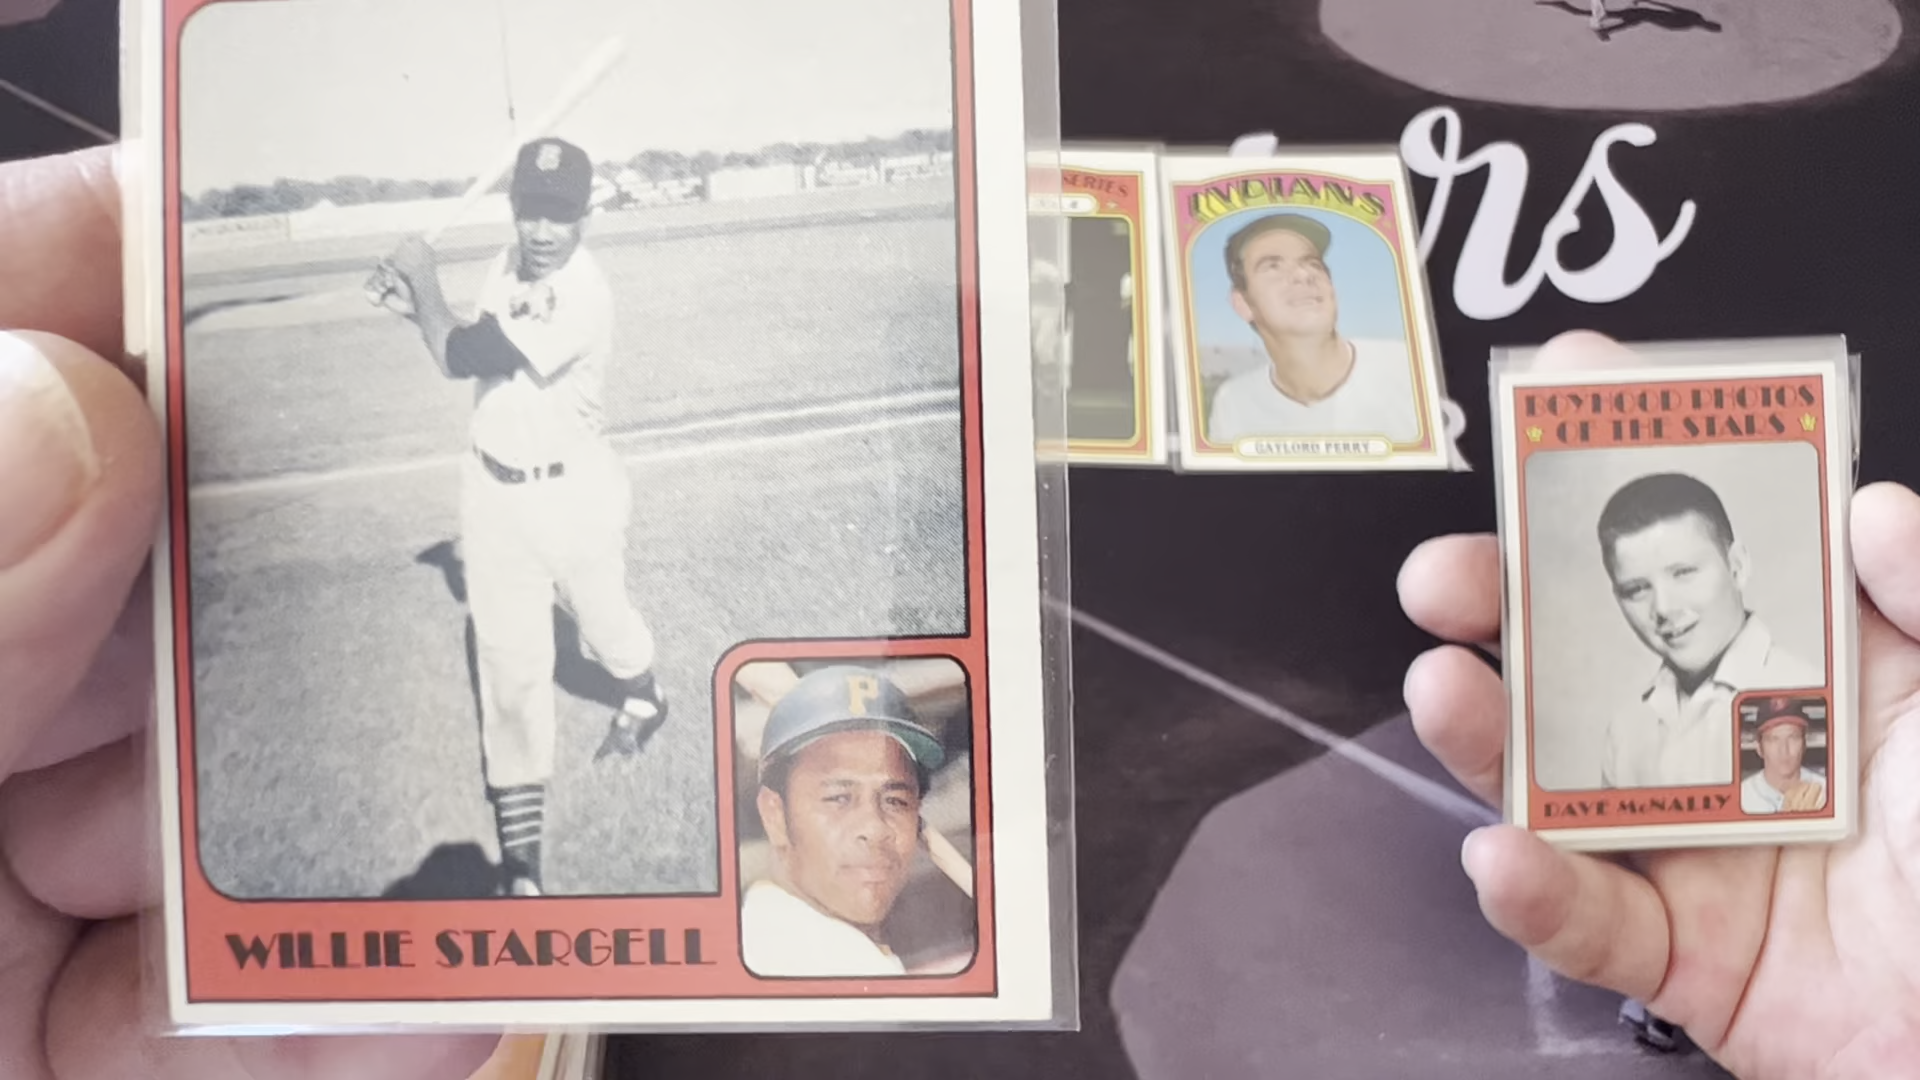 WILLIE STARGELL
SERIES
INDIANS
GAYLORD PERRY
rs
R
BOYHOOD PHOTOS
OF THE STARS
DAVE McNALLY
B
P